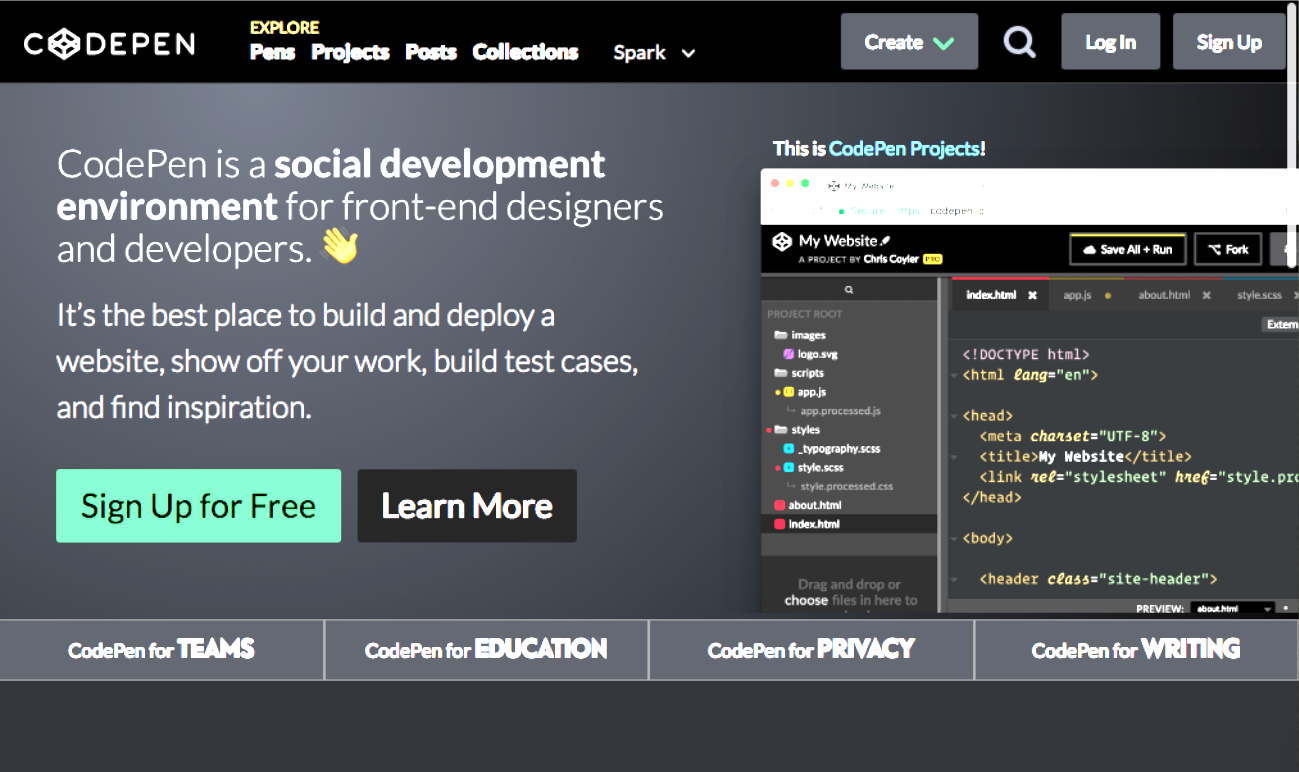 CODEPEN
EXPLORE
Pens Projects Posts Collections
Spark
Create
Log In
Sign Up
CodePen is a social development
environment for front-end designers
and developers. 👋
It's the best place to build and deploy a
website, show off your work, build test cases,
and find inspiration.
Sign Up for Free
Learn More
This is CodePen Projects!
My Website
Secure https codepen.io
My Website
A PROJECT BY Chris Coyier PRO
Save All + Run
Fork
PROJECT ROOT
images
logo.svg
scripts
app.js
app.processed.js
styles
_typography.scss
style.scss
style.processed.css
about.html
index.html
Drag and drop or
choose files in here to
index.html
app.js
about.html
style.scss
Extern
<!DOCTYPE html>
<html lang="en">
<head>
<meta charset="UTF-8">
<title>My Website</title>
<link rel="stylesheet" href="style.pro
</head>
<body>
<header class="site-header">
PREVIEW: about.html
CodePen for TEAMS
CodePen for EDUCATION
CodePen for PRIVACY
CodePen for WRITING